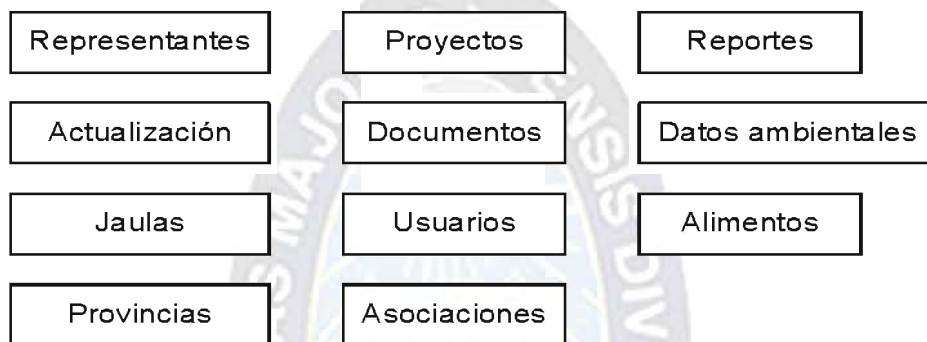 Representantes Proyectos Reportes
Actualización Documentos Datos ambientales
Jaulas Usuarios Alimentos
Provincias Asociaciones